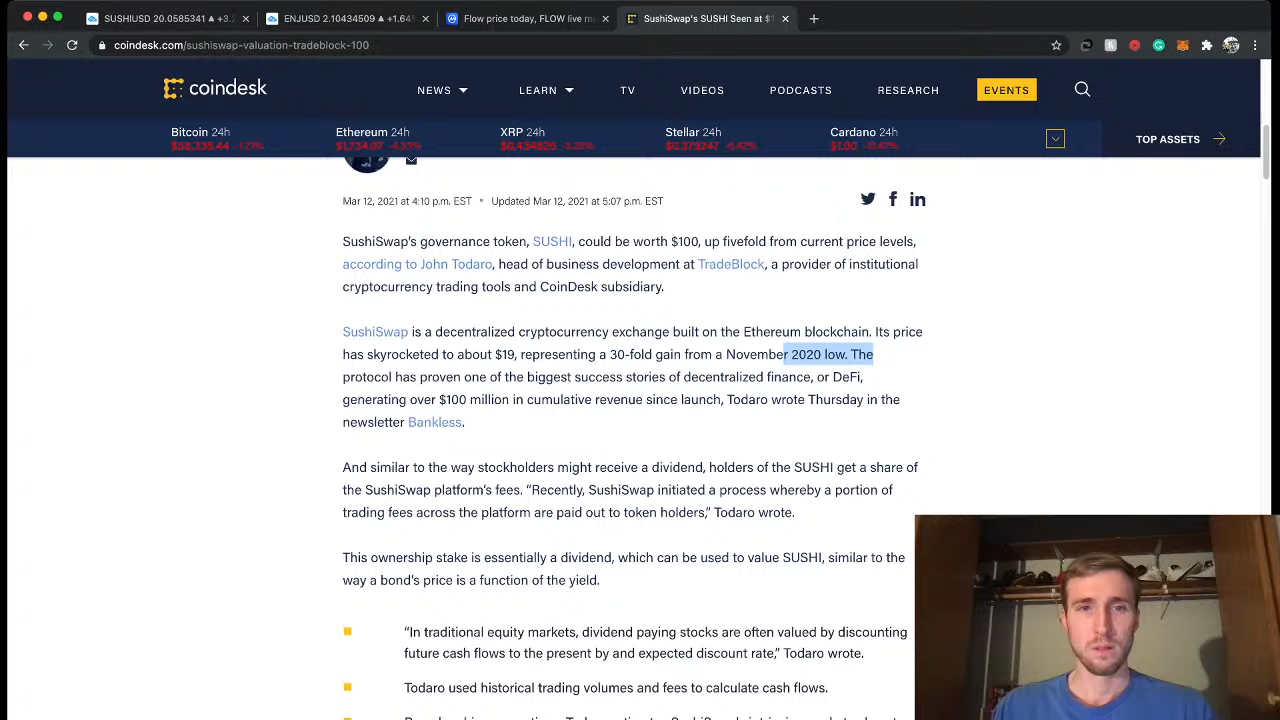 SUSHIUSD 20.0585341 ▲ +3.2
ENJUSD 2.10434509 ▲ +1.64%
Flow price today, FLOW live m
SushiSwap's SUSHI Seen at $1
coindesk.com/sushiswap-valuation-tradeblock-100
coindesk
NEWS
LEARN
TV
VIDEOS
PODCASTS
RESEARCH
EVENTS
Bitcoin 24h
Ethereum 24h
XRP 24h
Stellar 24h
Cardano 24h
TOP ASSETS
Mar 12, 2021 at 4:10 p.m. EST
Updated Mar 12, 2021 at 5:07 p.m. EST
SushiSwap's governance token, SUSHI, could be worth $100, up fivefold from current price levels,
according to John Todaro, head of business development at TradeBlock, a provider of institutional
cryptocurrency trading tools and CoinDesk subsidiary.
SushiSwap is a decentralized cryptocurrency exchange built on the Ethereum blockchain. Its price
has skyrocketed to about $19, representing a 30-fold gain from a November 2020 low. The
protocol has proven one of the biggest success stories of decentralized finance, or DeFi,
generating over $100 million in cumulative revenue since launch, Todaro wrote Thursday in the
newsletter Bankless.
And similar to the way stockholders might receive a dividend, holders of the SUSHI get a share of
the SushiSwap platform's fees. “Recently, SushiSwap initiated a process whereby a portion of
trading fees across the platform are paid out to token holders,” Todaro wrote.
This ownership stake is essentially a dividend, which can be used to value SUSHI, similar to the
way a bond's price is a function of the yield.
“In traditional equity markets, dividend paying stocks are often valued by discounting
future cash flows to the present by and expected discount rate,” Todaro wrote.
Todaro used historical trading volumes and fees to calculate cash flows.